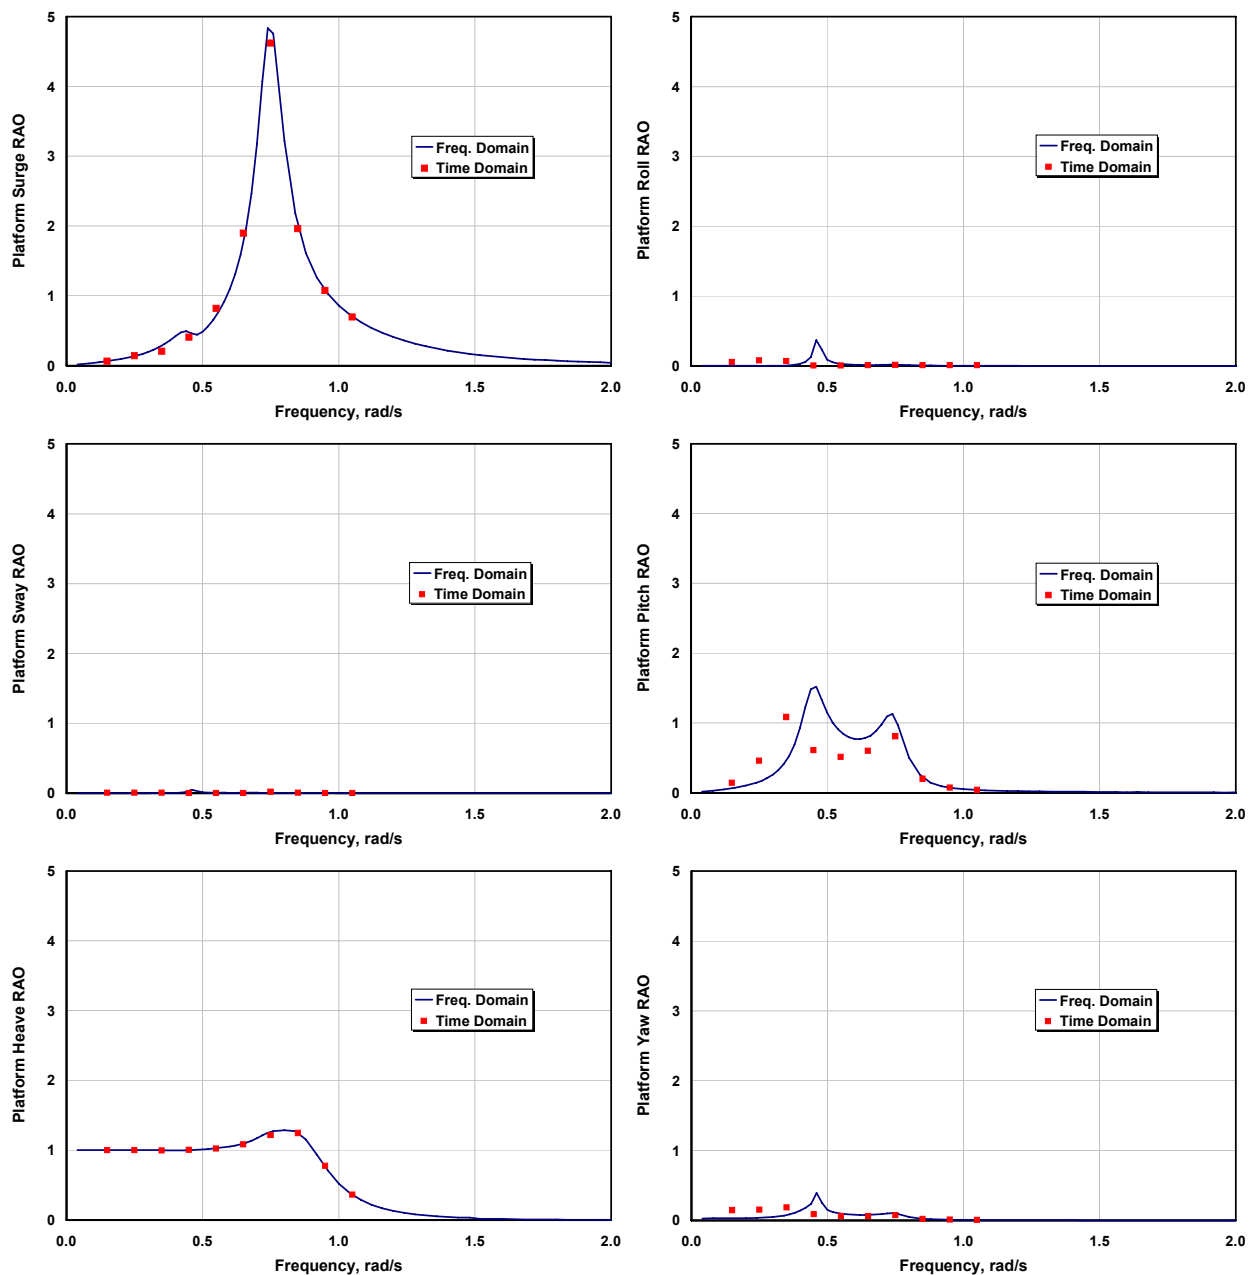 Platform Surge RAO
5
4
3
2
1
0
0.0 0.5 1.0 1.5 2.0
Frequency, rad/s
Freq. Domain
Time Domain
Platform Roll RAO
5
4
3
2
1
0
0.0 0.5 1.0 1.5 2.0
Frequency, rad/s
Freq. Domain
Time Domain
Platform Sway RAO
5
4
3
2
1
0
0.0 0.5 1.0 1.5 2.0
Frequency, rad/s
Freq. Domain
Time Domain
Platform Pitch RAO
5
4
3
2
1
0
0.0 0.5 1.0 1.5 2.0
Frequency, rad/s
Freq. Domain
Time Domain
Platform Heave RAO
5
4
3
2
1
0
0.0 0.5 1.0 1.5 2.0
Frequency, rad/s
Freq. Domain
Time Domain
Platform Yaw RAO
5
4
3
2
1
0
0.0 0.5 1.0 1.5 2.0
Frequency, rad/s
Freq. Domain
Time Domain